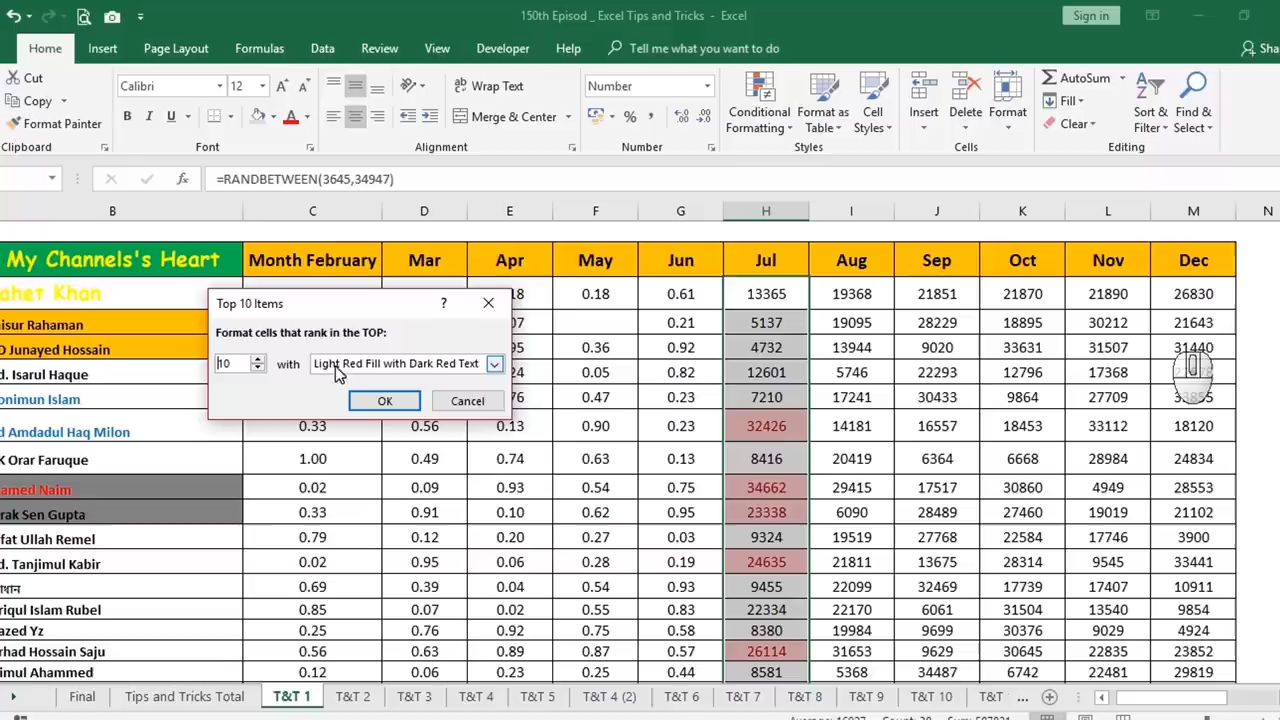 150th Episod _ Excel Tips and Tricks - Excel
Sign in
Home Insert Page Layout Formulas Data Review View Developer Help Tell me what you want to do Sha
Cut
Copy
Format Painter
Clipboard
Calibri 12
B I U
Font
Wrap Text
Merge & Center
Alignment
Number
Number
Conditional Formatting
Format as Table
Cell Styles
Styles
Insert Delete Format
Cells
AutoSum
Fill
Clear
Sort & Filter
Find & Select
Editing
fx =RANDBETWEEN(3645,34947)
B C D E F G H I J K L M N
My Channels's Heart Month February Mar Apr May Jun Jul Aug Sep Oct Nov Dec
ahet Khan 18 0.18 0.61 13365 19368 21851 21870 21890 26830
isur Rahaman 07 0.21 5137 19095 28229 18895 30212 21643
D Junayed Hossain 95 0.36 0.92 4732 13944 9020 33631 31507 31440
d. Isarul Haque 24 0.05 0.82 12601 5746 22293 12796 17368
onimun Islam 76 0.47 0.23 7210 17241 30433 9864 27709 33855
d Amdadul Haq Milon 0.33 0.56 0.13 0.90 0.23 32426 14181 16557 18453 33112 18120
K Orar Faruque 1.00 0.49 0.74 0.63 0.13 8416 20419 6364 6668 28984 24834
amed Naim 0.02 0.09 0.93 0.54 0.75 34662 29415 17517 30860 4949 28553
rak Sen Gupta 0.33 0.91 0.10 0.62 0.95 23338 6090 28489 27460 19019 21102
fat Ullah Remel 0.79 0.12 0.20 0.27 0.03 9324 19519 27768 22584 17746 3900
d. Tanjimul Kabir 0.02 0.95 0.06 0.28 0.19 24635 21811 13675 28314 9545 33441
0.69 0.39 0.04 0.54 0.93 9455 22099 32469 17739 17407 10911
riqul Islam Rubel 0.85 0.07 0.02 0.55 0.83 22334 22170 6061 31504 13540 9854
azed Yz 0.25 0.76 0.92 0.75 0.58 8380 19984 9699 30376 9029 4924
rhad Hossain Saju 0.56 0.63 0.89 0.87 0.57 26114 31653 9629 30645 22835 23852
imul Ahammed 0.12 0.06 0.23 0.25 0.44 8581 5368 34487 6742 22481 29819
Top 10 Items ?
Format cells that rank in the TOP:
10 with Light Red Fill with Dark Red Text
OK Cancel
Final Tips and Tricks Total T&T 1 T&T 2 T&T 3 T&T 4 T&T 5 T&T 4 (2) T&T 6 T&T 7 T&T 8 T&T 9 T&T 10 T&T ...